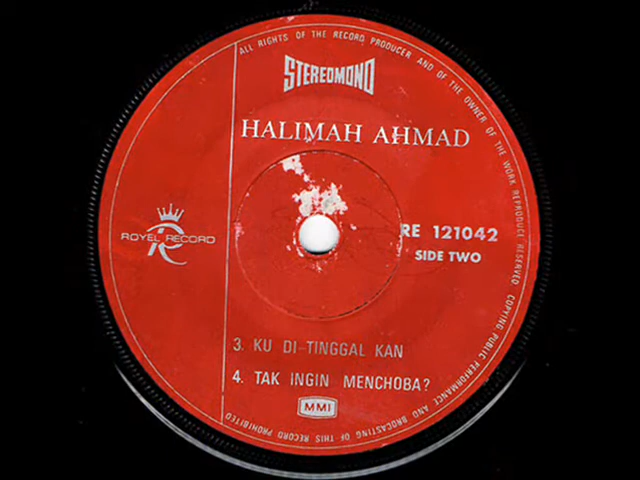 ALL RIGHTS OF THE RECORD PRODUCER AND OF THE OWNER OF THE WORK REPRODUCE RESERVED COPYING PUBLIC PERFORMANCE AND BROCASTING OF THIS RECORD PROHIBITED
STEREOMONO
HALIMAH AHMAD
ROYEL RECORD
R
RE 121042
SIDE TWO
3. KU DI-TINGGAL KAN
4. TAK INGIN MENCHOBA?
MMI